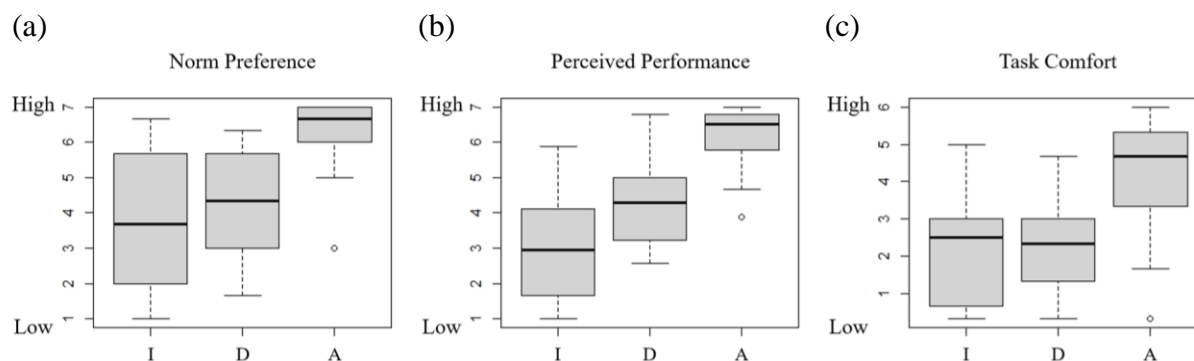 (a)
(b)
(c)
Norm Preference
Perceived Performance
Task Comfort
High
7
6
5
4
3
2
1
Low
I
D
A
High
7
6
5
4
3
2
1
Low
I
D
A
High
6
5
4
3
2
1
Low
I
D
A